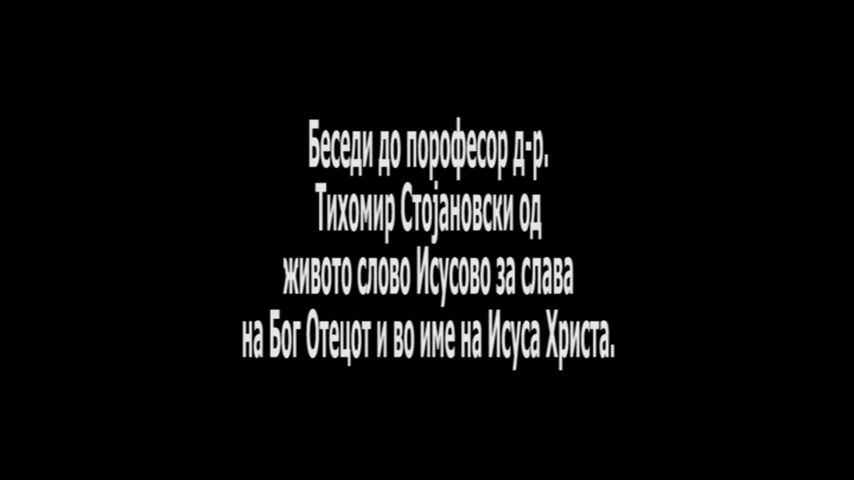 Беседи до порофесор д-р.
Тихомир Стојановски од
живото слово Исусово за слава
на Бог Отецот и во име на Исуса Христа.